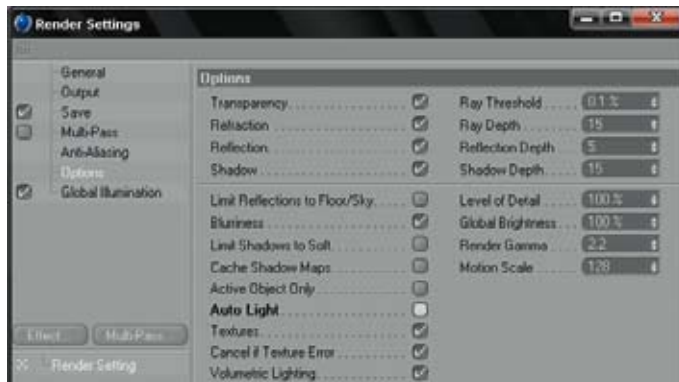 Render Settings
General
Output
Save
Multi-Pass
Anti-Aliasing
Options
Global Illumination
Effect...
Multi-Pass...
Render Setting
Options
Transparency
Refraction
Reflection
Shadow
Ray Threshold 0.1 %
Ray Depth 15
Reflection Depth 5
Shadow Depth 15
Limit Reflections to Floor/Sky
Blurriness
Limit Shadows to Soft
Cache Shadow Maps
Active Object Only
Auto Light
Textures
Cancel if Texture Error
Volumetric Lighting
Level of Detail 100 %
Global Brightness 100 %
Render Gamma 2.2
Motion Scale 128